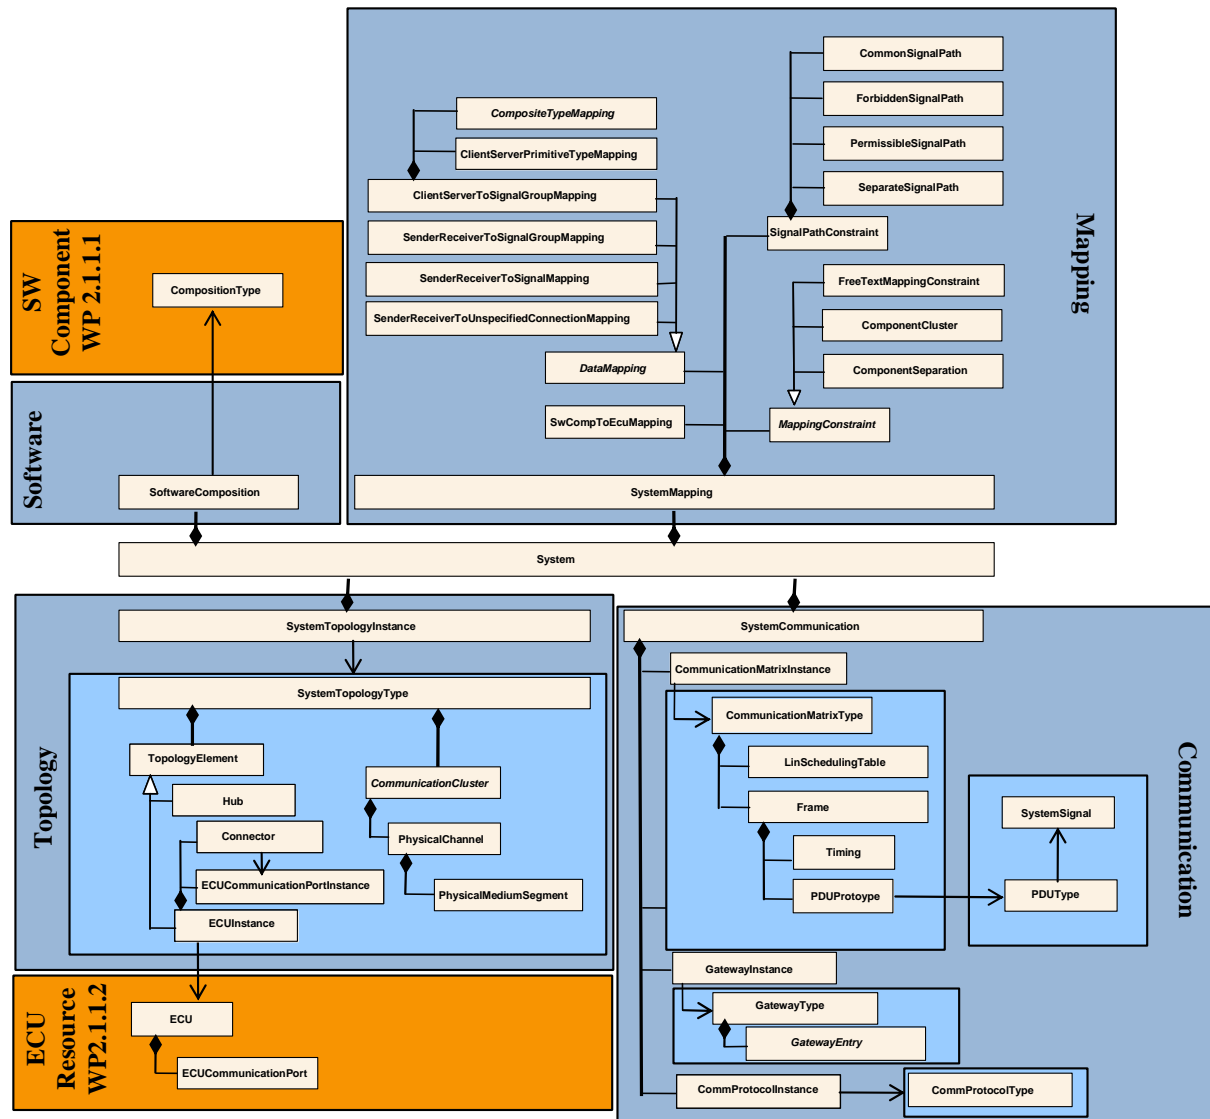 CommonSignalPath
ForbiddenSignalPath
PermissibleSignalPath
SeparateSignalPath
SignalPathConstraint
CompositeTypeMapping
ClientServerPrimitiveTypeMapping
ClientServerToSignalGroupMapping
SenderReceiverToSignalGroupMapping
SenderReceiverToSignalMapping
SenderReceiverToUnspecifiedConnectionMapping
DataMapping
SwCompToEcuMapping
FreeTextMappingConstraint
ComponentCluster
ComponentSeparation
MappingConstraint
SystemMapping
Mapping
SW
Component
WP 2.1.1.1
CompositionType
Software
SoftwareComposition
System
Topology
SystemTopologyInstance
SystemTopologyType
TopologyElement
Hub
Connector
ECUCommunicationPortInstance
ECUInstance
CommunicationCluster
PhysicalChannel
PhysicalMediumSegment
ECU
Resource
WP2.1.1.2
ECU
ECUCommunicationPort
SystemCommunication
CommunicationMatrixInstance
CommunicationMatrixType
LinSchedulingTable
Frame
Timing
PDUProtoype
SystemSignal
PDUType
GatewayInstance
GatewayType
GatewayEntry
CommProtocolInstance
CommProtocolType
Communication